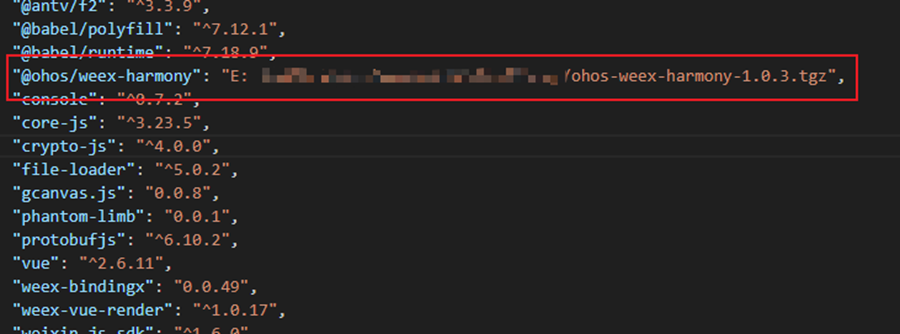 "@antv/f2": "^3.3.9",
"@babel/polyfill": "^7.12.1",
"@babel/runtime": "^7.18.9",
"@ohos/weex-harmony": "E: /ohos-weex-harmony-1.0.3.tgz",
"console": "^0.7.2",
"core-js": "^3.23.5",
"crypto-js": "^4.0.0",
"file-loader": "^5.0.2",
"gcanvas.js": "0.0.8",
"phantom-limb": "0.0.1",
"protobufjs": "^6.10.2",
"vue": "^2.6.11",
"weex-bindingx": "0.0.49",
"weex-vue-render": "^1.0.17",
"weixin-js-sdk": "^1.6.0"